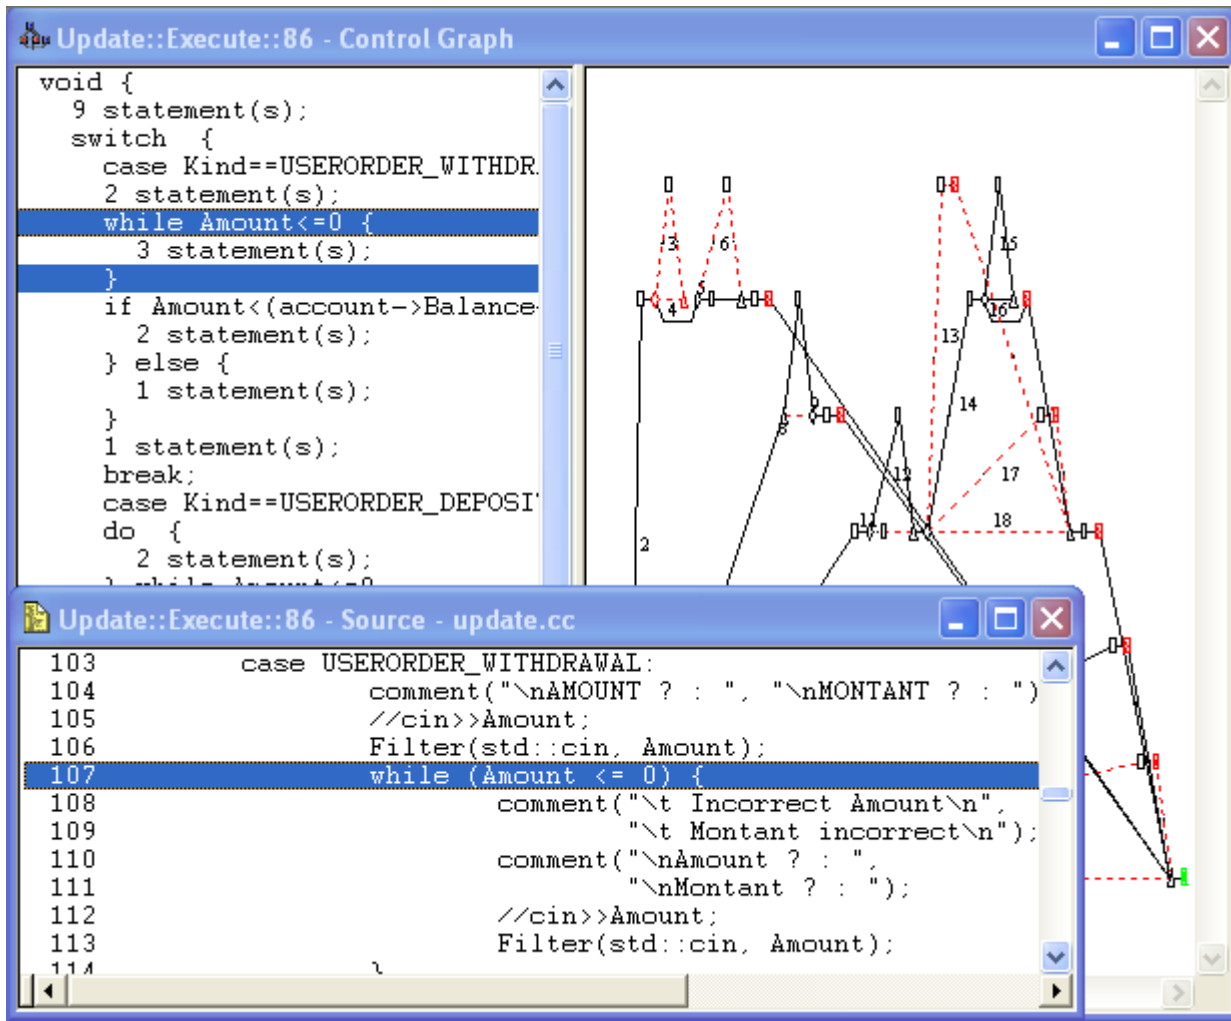 Update::Execute::86 - Control Graph
void {
9 statement(s);
switch {
case Kind==USERORDER_WITHDR
2 statement(s);
while Amount<=0 {
3 statement(s);
}
if Amount<(account->Balance
2 statement(s);
} else {
1 statement(s);
}
1 statement(s);
break;
case Kind==USERORDER_DEPOSI
do {
2 statement(s);
3
6
15
5
4
16
13
9
14
8
12
17
11
18
2
Update::Execute::86 - Source - update.cc
103 case USERORDER_WITHDRAWAL:
104 comment("\nAMOUNT ? : ", "\nMONTANT ? : ")
105 //cin>>Amount;
106 Filter(std::cin, Amount);
107 while (Amount <= 0) {
108 comment("\t Incorrect Amount\n",
109 "\t Montant incorrect\n");
110 comment("\nAmount ? : ",
111 "\nMontant ? : ");
112 //cin>>Amount;
113 Filter(std::cin, Amount);
114 }